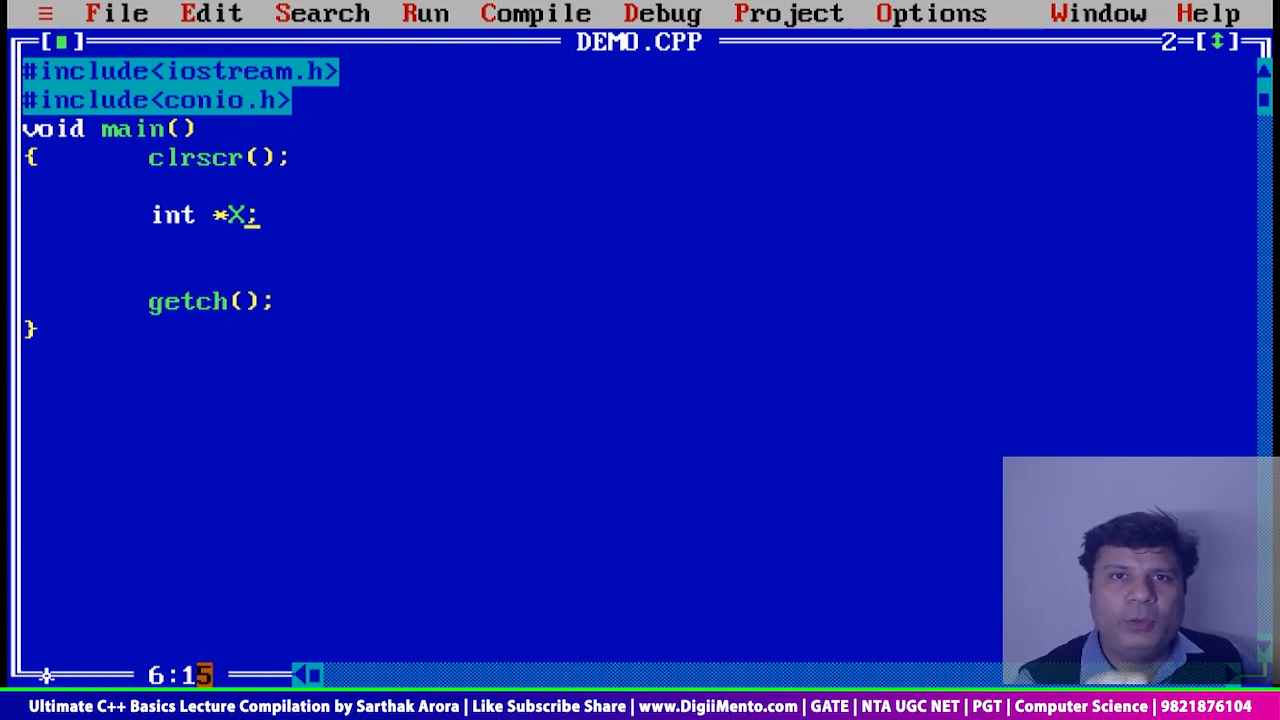 ≡ File Edit Search Run Compile Debug Project Options Window Help
[■] DEMO.CPP 2=[↕]
#include<iostream.h>
#include<conio.h>
void main()
{ clrscr();
int *X;
getch();
}
6:15
Ultimate C++ Basics Lecture Compilation by Sarthak Arora | Like Subscribe Share | www.DigiiMento.com | GATE | NTA UGC NET | PGT | Computer Science | 9821876104